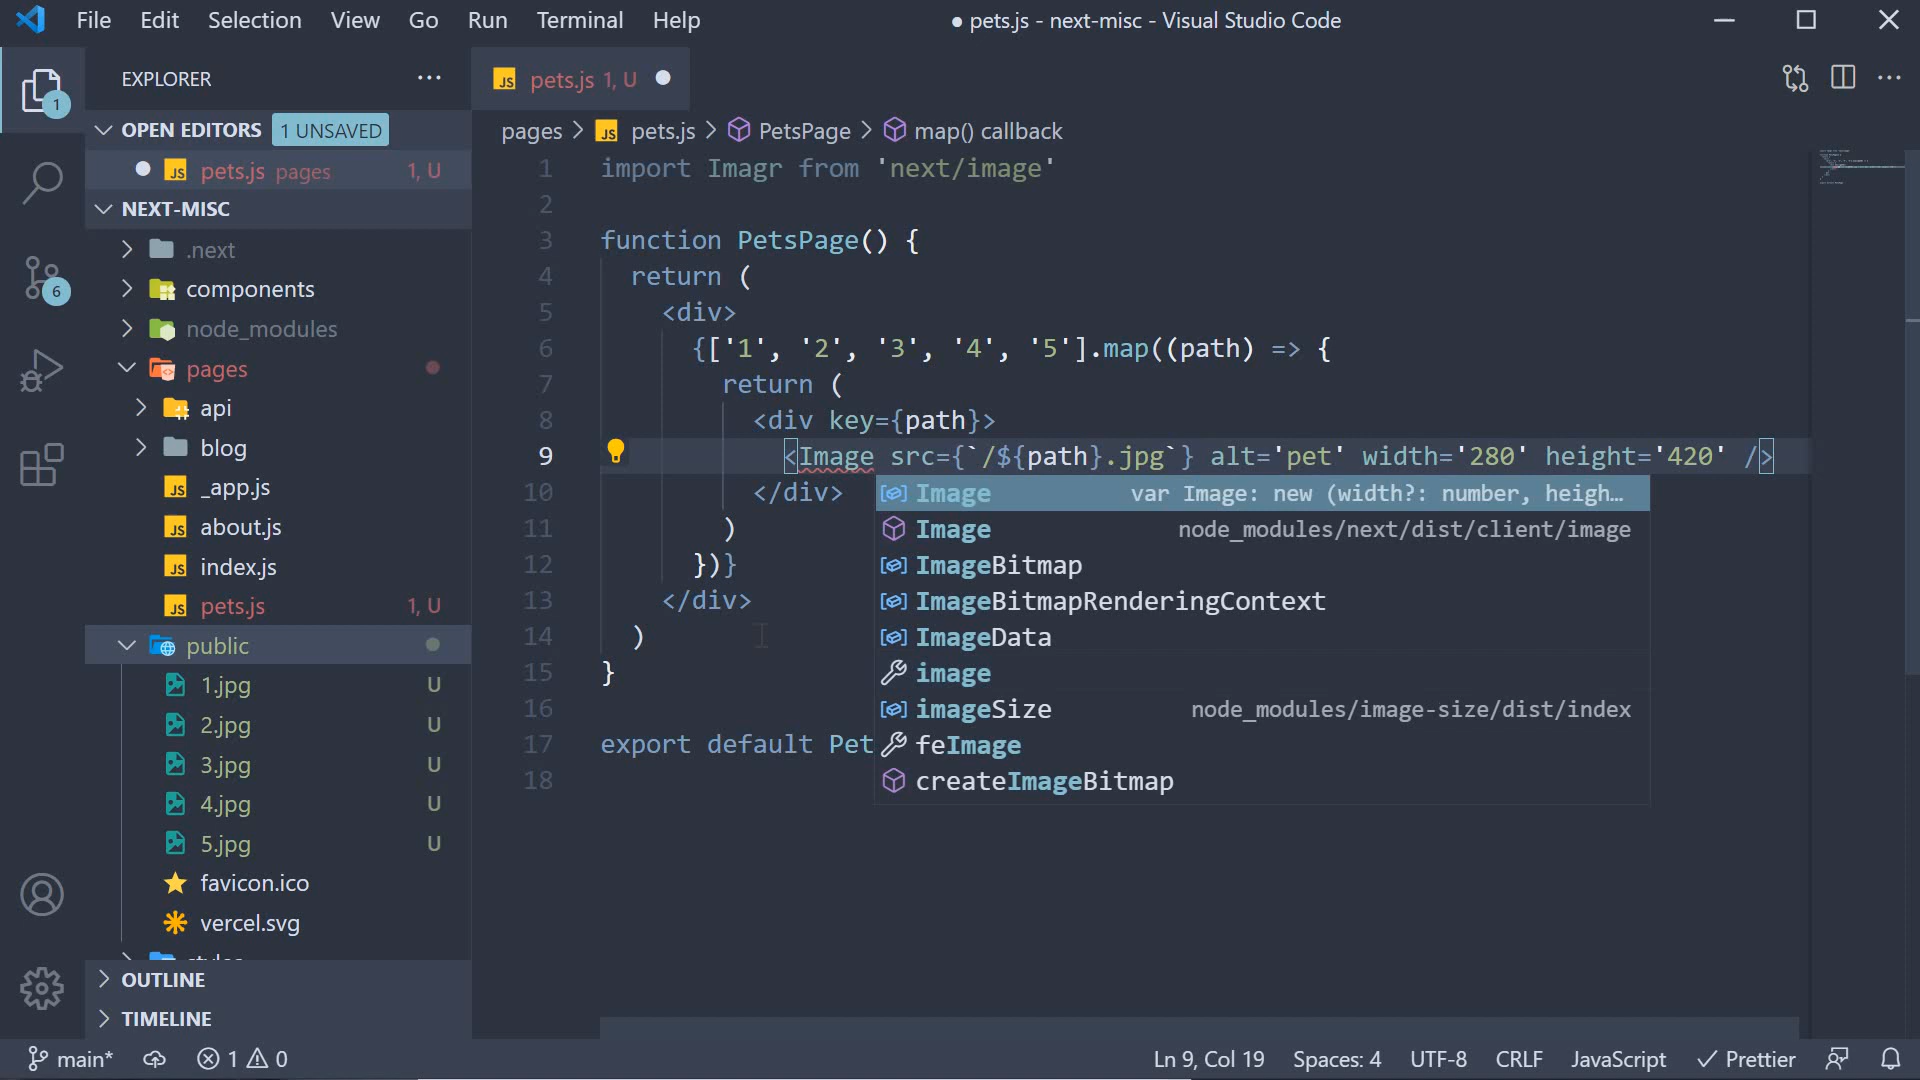 File Edit Selection View Go Run Terminal Help
● pets.js - next-misc - Visual Studio Code
EXPLORER
OPEN EDITORS 1 UNSAVED
pets.js pages 1, U
NEXT-MISC
.next
components
node_modules
pages
api
blog
_app.js
about.js
index.js
pets.js 1, U
public
1.jpg U
2.jpg U
3.jpg U
4.jpg U
5.jpg U
favicon.ico
vercel.svg
OUTLINE
TIMELINE
1
6
pets.js 1, U
pages > pets.js > PetsPage > map() callback
1 import Imagr from 'next/image'
2
3 function PetsPage() {
4 return (
5 <div>
6 {['1', '2', '3', '4', '5'].map((path) => {
7 return (
8 <div key={path}>
9 <Image src={`/${path}.jpg`} alt='pet' width='280' height='420' />
10 </div>
11 )
12 })}
13 </div>
14 )
15 }
16
17 export default Pet
18
Image var Image: new (width?: number, heigh…
Image node_modules/next/dist/client/image
ImageBitmap
ImageBitmapRenderingContext
ImageData
image
imageSize node_modules/image-size/dist/index
feImage
createImageBitmap
main* 1 0 Ln 9, Col 19 Spaces: 4 UTF-8 CRLF JavaScript Prettier